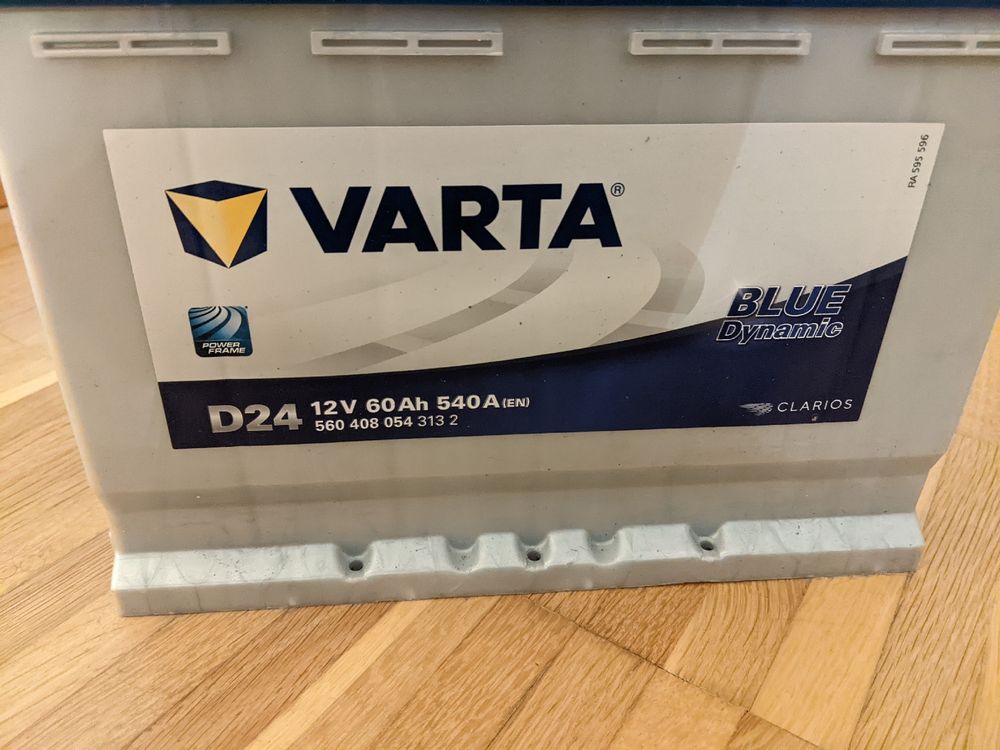 RA 595 596
VARTA®
BLUE
Dynamic
POWER
FRAME
D24 12V 60Ah 540A(EN)
560 408 054 313 2
CLARIOS